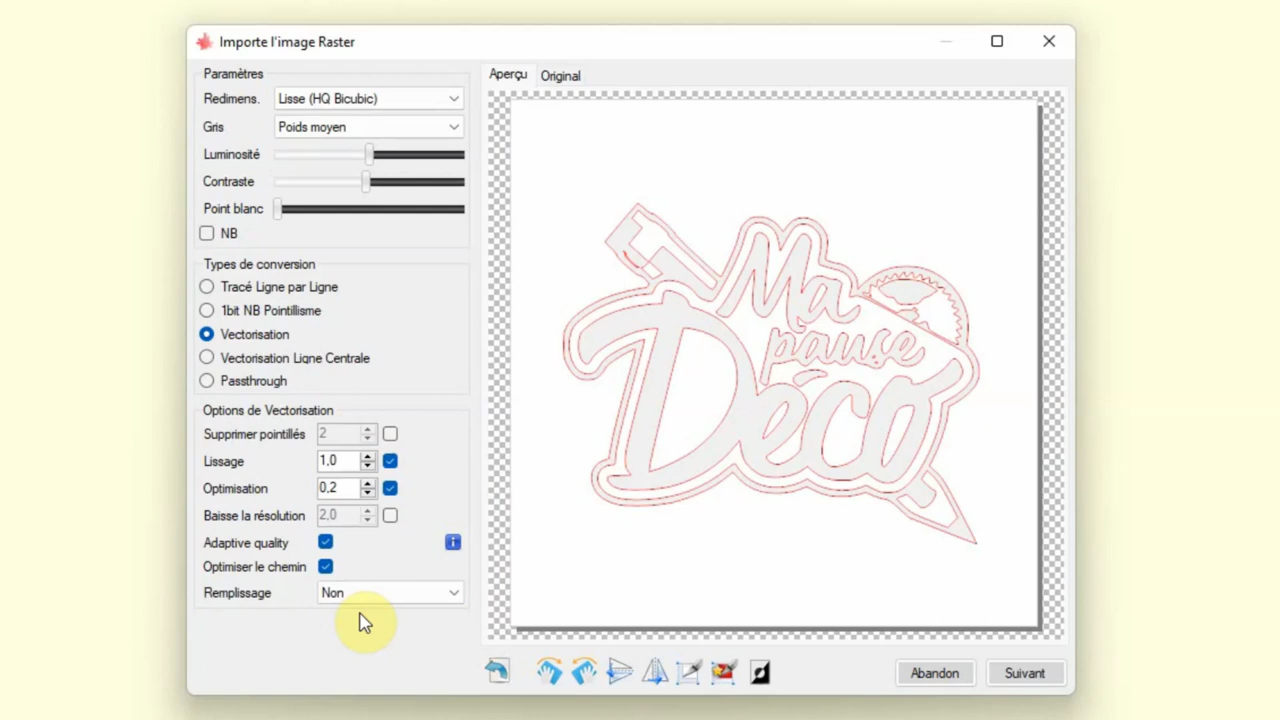 Importe l'image Raster
Paramètres
Redimens. Lisse (HQ Bicubic)
Gris Poids moyen
Luminosité
Contraste
Point blanc
NB
Types de conversion
Tracé Ligne par Ligne
1bit NB Pointillisme
Vectorisation
Vectorisation Ligne Centrale
Passthrough
Options de Vectorisation
Supprimer pointillés 2
Lissage 1,0
Optimisation 0,2
Baisse la résolution 2,0
Adaptive quality
Optimiser le chemin
Remplissage Non
Aperçu Original
Ma
pause
Déco
Abandon Suivant